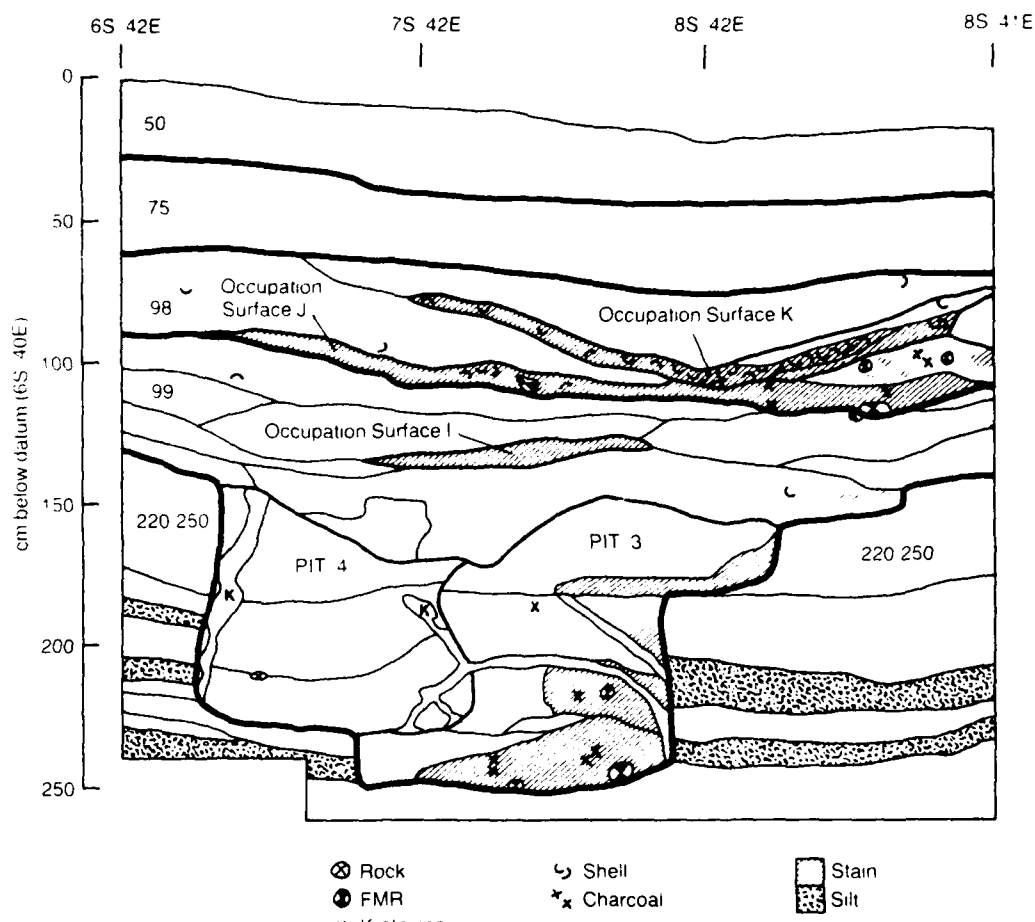 6S 42E
7S 42E
8S 42E
8S 41E
0
50
100
150
200
250
cm below datum (6S 40E)
50
75
98
99
Occupation
Surface J
Occupation Surface K
Occupation Surface I
220 250
PIT 4
PIT 3
220 250
K
K
Rock
FMR
Shell
Charcoal
Stain
Silt